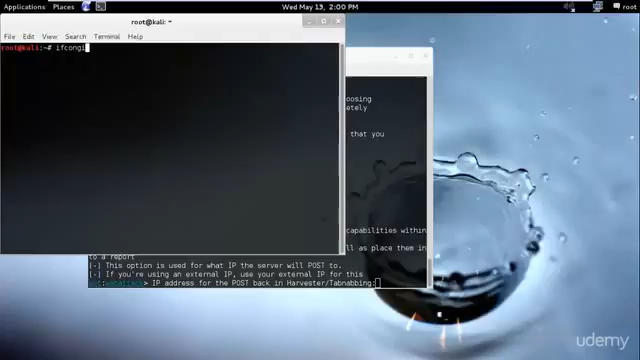 Applications Places
Wed May 13, 2:00 PM
root
root@kali: ~
File Edit View Search Terminal Help
root@kali:~# ifcongi
oosing
etely
that you
capabilities within
ll as place them in
to a report
[-] This option is used for what IP the server will POST to.
[-] If you're using an external IP, use your external IP for this
> IP address for the POST back in Harvester/Tabnabbing:
udemy